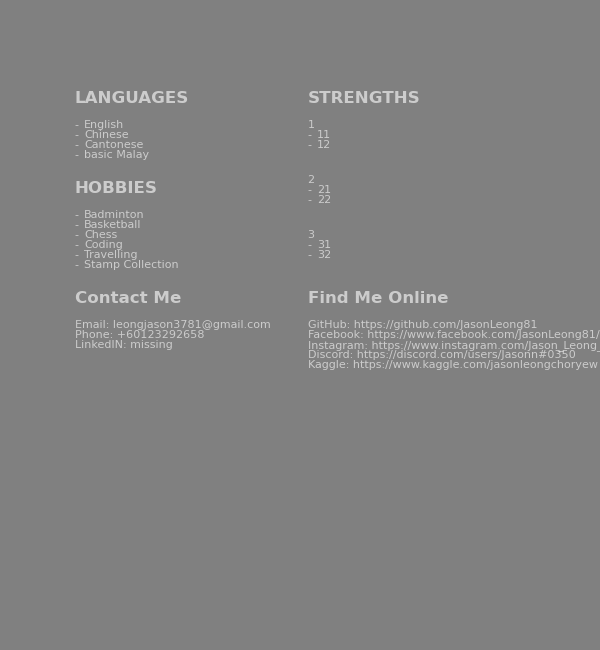 LANGUAGES
- English
- Chinese
- Cantonese
- basic Malay
HOBBIES
- Badminton
- Basketball
- Chess
- Coding
- Travelling
- Stamp Collection
Contact Me
Email: leongjason3781@gmail.com
Phone: +60123292658
LinkedIN: missing
STRENGTHS
1
- 11
- 12
2
- 21
- 22
3
- 31
- 32
Find Me Online
GitHub: https://github.com/JasonLeong81
Facebook: https://www.facebook.com/JasonLeong81/
Instagram: https://www.instagram.com/Jason_Leong_
Discord: https://discord.com/users/Jasonn#0350
Kaggle: https://www.kaggle.com/jasonleongchoryew